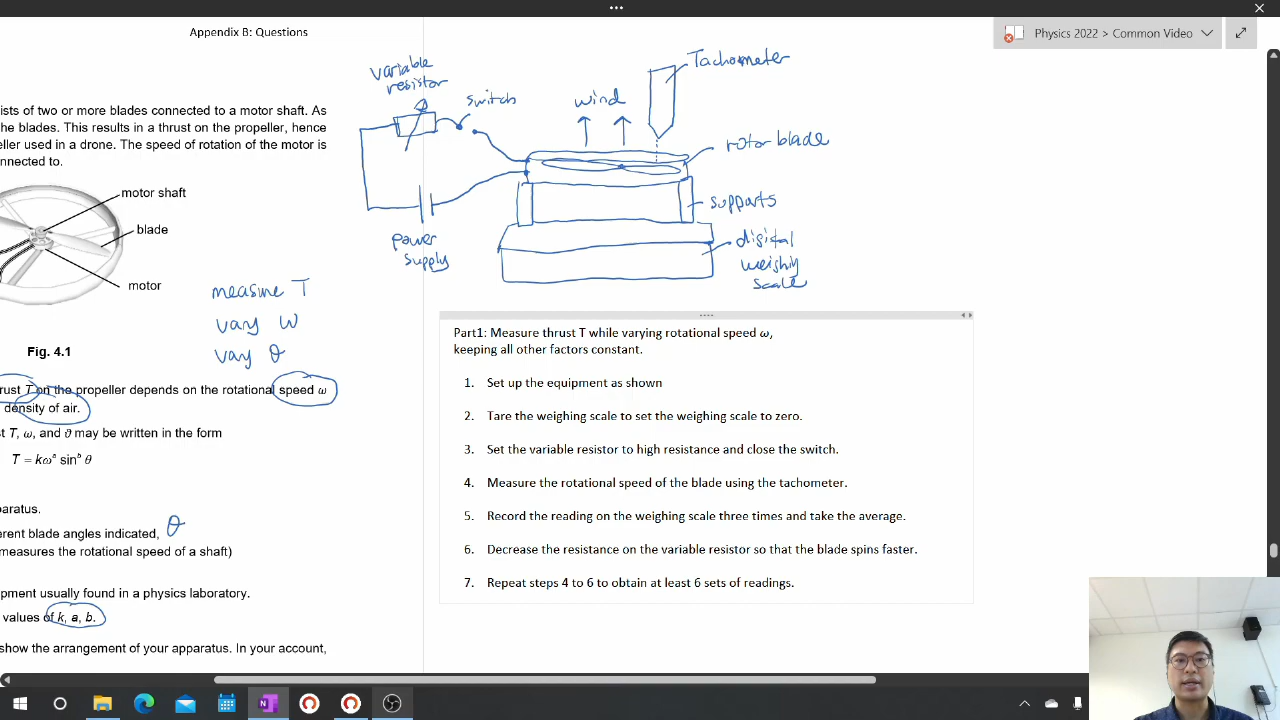 Appendix B: Questions
Physics 2022 > Common Video
ists of two or more blades connected to a motor shaft. As
he blades. This results in a thrust on the propeller, hence
eller used in a drone. The speed of rotation of the motor is
onnected to.
motor shaft
blade
motor
measure T
vary ω
vary θ
Fig. 4.1
rust T on the propeller depends on the rotational speed ω
density of air.
st T, ω, and ϑ may be written in the form
T = kωᵃ sinᵇ θ
paratus.
erent blade angles indicated, θ
measures the rotational speed of a shaft)
pment usually found in a physics laboratory.
values of k, a, b.
show the arrangement of your apparatus. In your account,
variable
resistor
switch
wind
Tachometer
rotor blade
supports
power
supply
digital
weighing
scale
Part1: Measure thrust T while varying rotational speed ω,
keeping all other factors constant.
1. Set up the equipment as shown
2. Tare the weighing scale to set the weighing scale to zero.
3. Set the variable resistor to high resistance and close the switch.
4. Measure the rotational speed of the blade using the tachometer.
5. Record the reading on the weighing scale three times and take the average.
6. Decrease the resistance on the variable resistor so that the blade spins faster.
7. Repeat steps 4 to 6 to obtain at least 6 sets of readings.